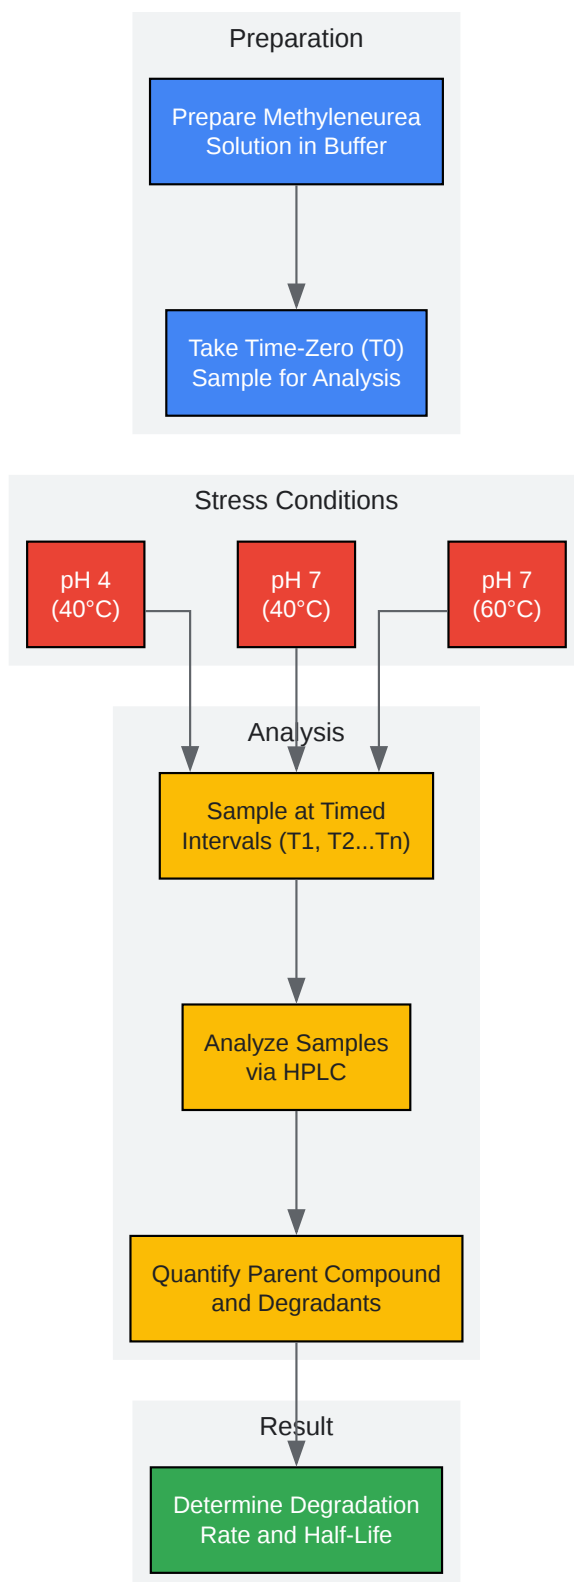 Preparation
Prepare Methyleneurea
Solution in Buffer
Take Time-Zero (T0)
Sample for Analysis
Stress Conditions
pH 4
(40°C)
pH 7
(40°C)
pH 7
(60°C)
Analysis
Sample at Timed
Intervals (T1, T2...Tn)
Analyze Samples
via HPLC
Quantify Parent Compound
and Degradants
Result
Determine Degradation
Rate and Half-Life